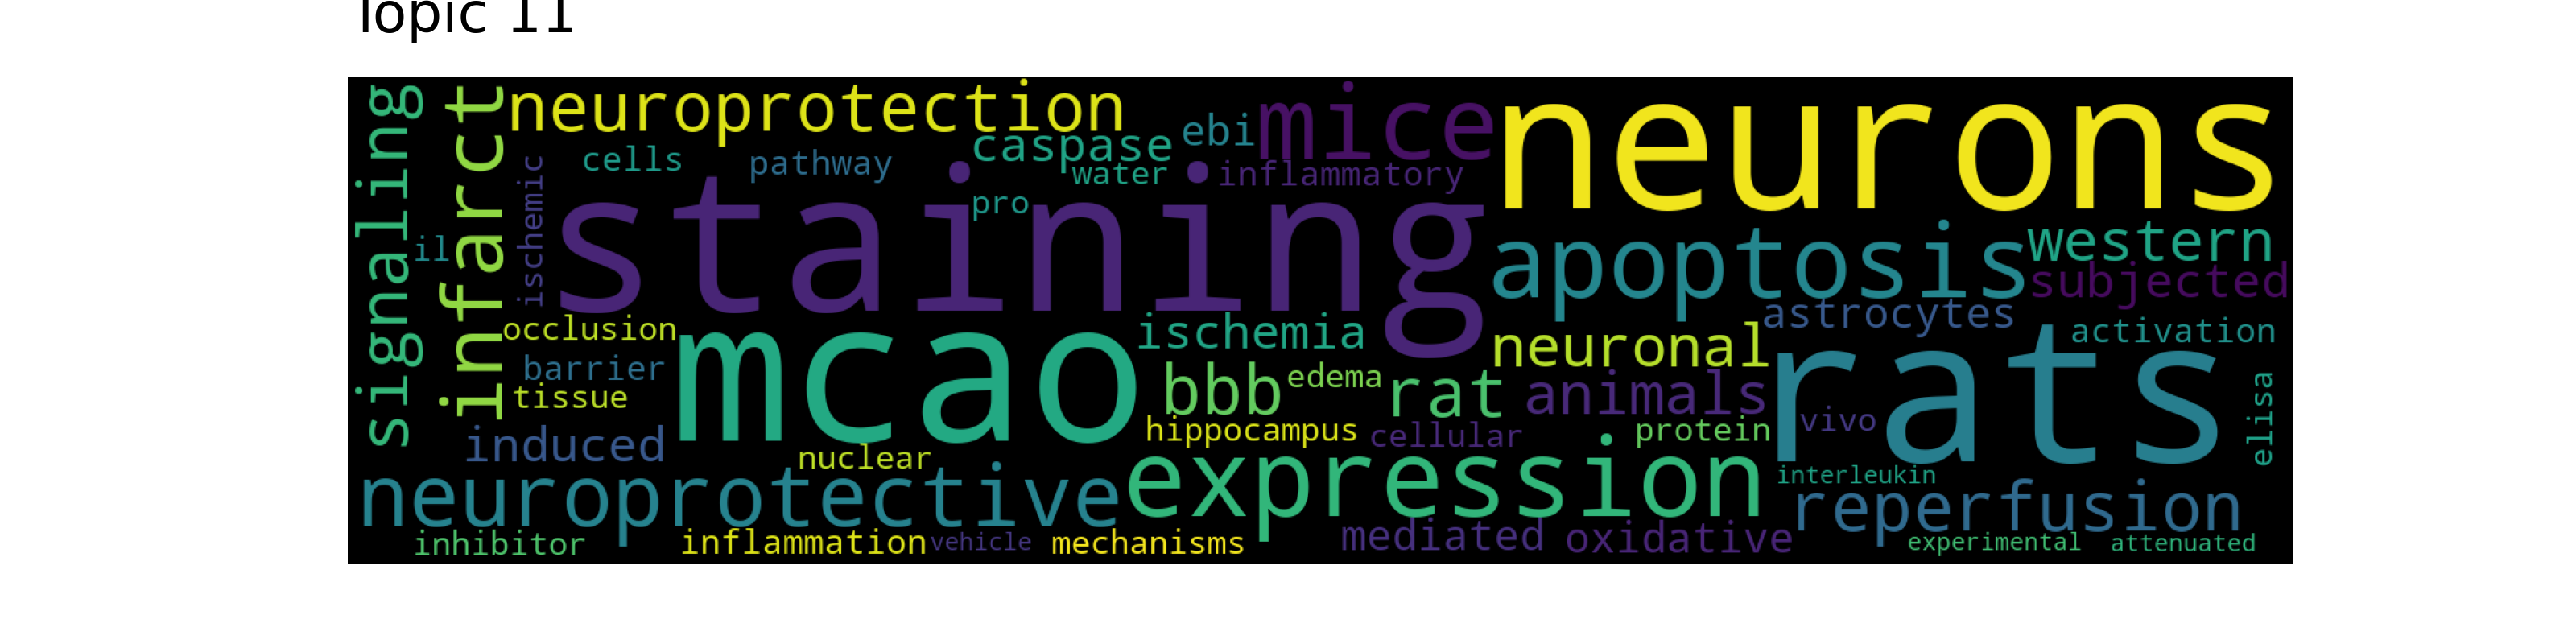 Topic 11
signaling
infarct
neuroprotection
mice
neurons
caspase
ebi
cells
pathway
water
inflammatory
ischemic
pro
staining
il
apoptosis
western
subjected
astrocytes
occlusion
mcao
ischemia
neuronal
activation
rats
barrier
bbb
edema
rat
animals
tissue
elisa
vivo
induced
hippocampus
cellular
protein
nuclear
neuroprotective
expression
interleukin
reperfusion
inhibitor
inflammation
vehicle
mechanisms
mediated
oxidative
experimental
attenuated